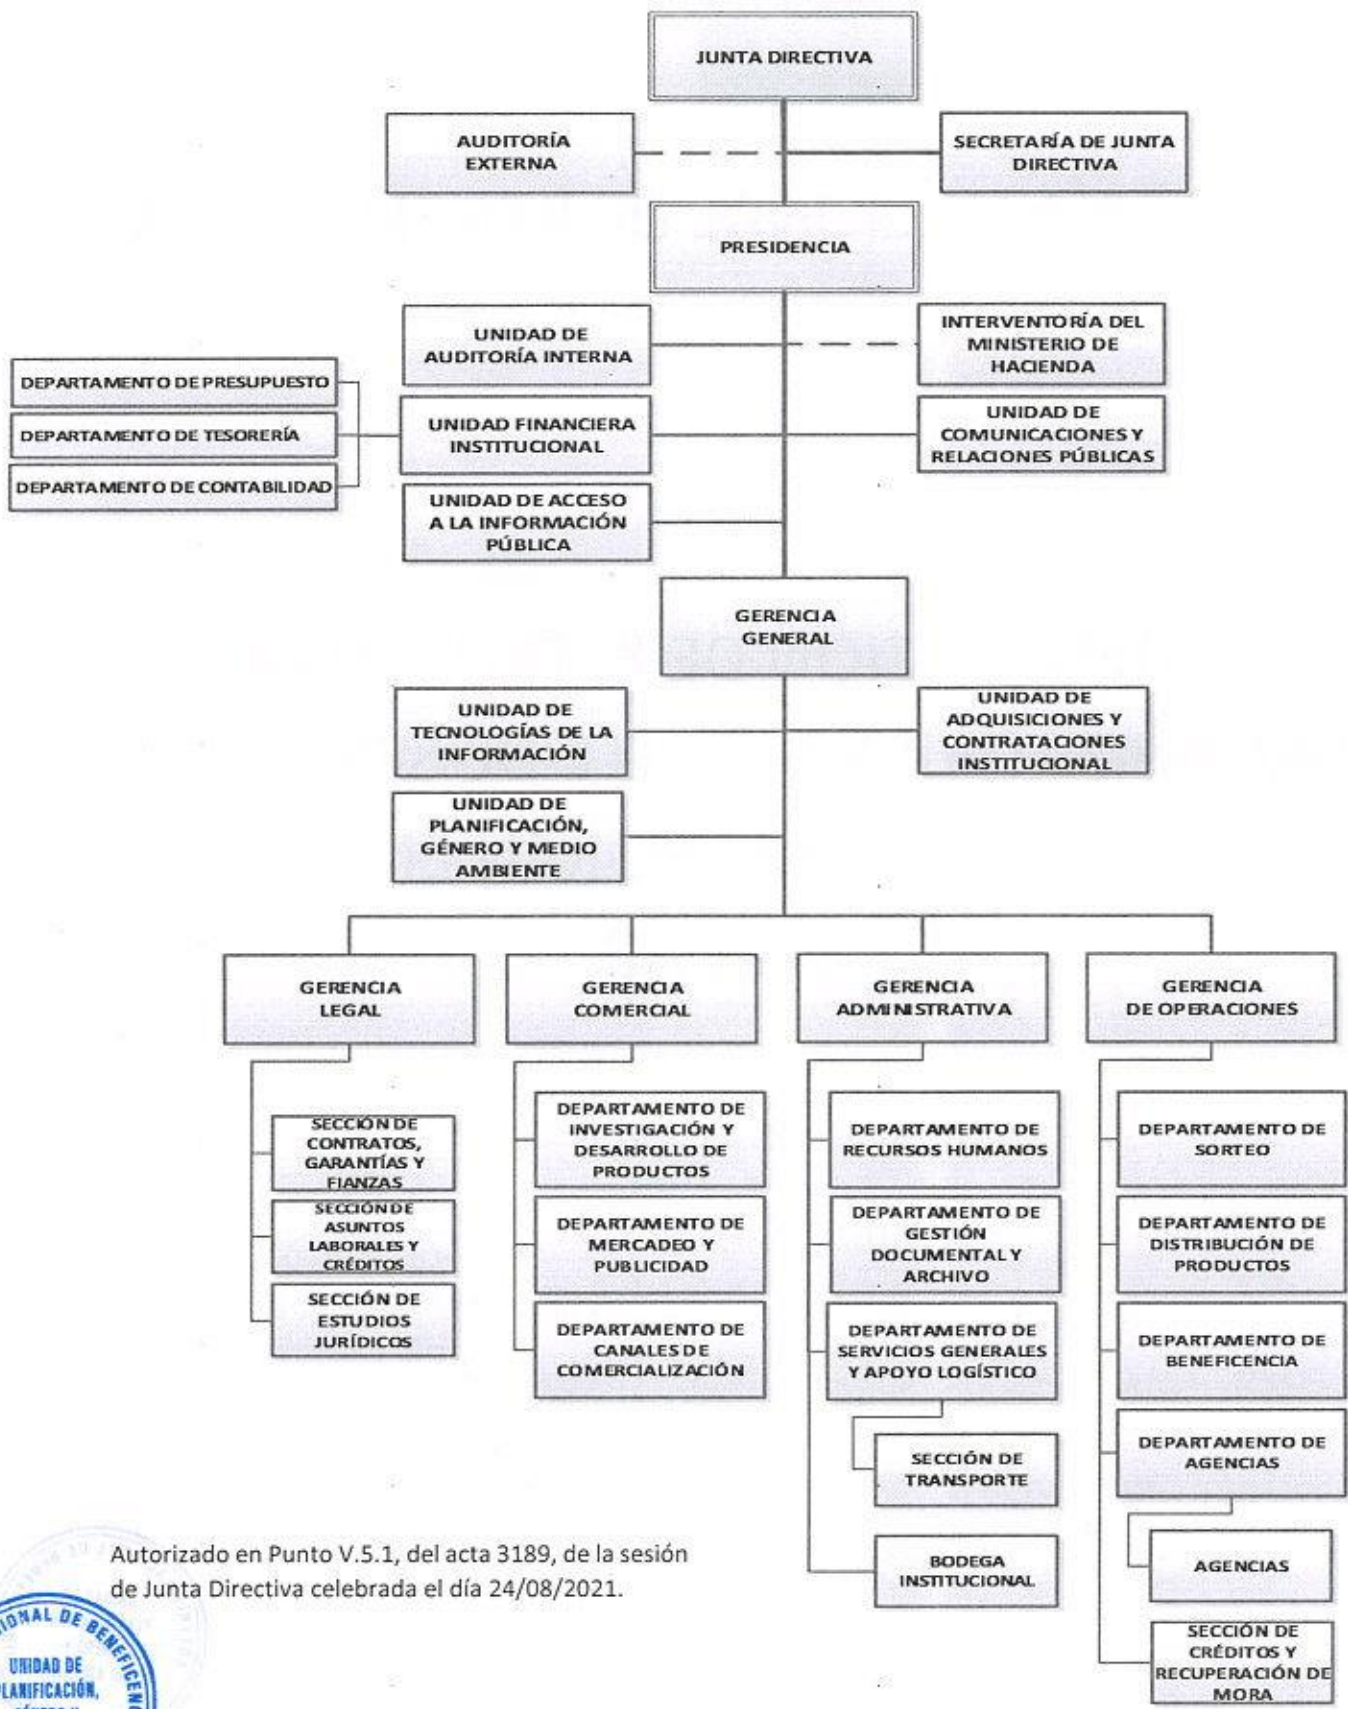 JUNTA DIRECTIVA
AUDITORÍA
EXTERNA
SECRETARÍA DE JUNTA
DIRECTIVA
PRESIDENCIA
UNIDAD DE
AUDITORÍA INTERNA
INTERVENTORÍA DEL
MINISTERIO DE
HACIENDA
DEPARTAMENTO DE PRESUPUESTO
DEPARTAMENTO DE TESORERÍA
DEPARTAMENTO DE CONTABILIDAD
UNIDAD FINANCIERA
INSTITUCIONAL
UNIDAD DE
COMUNICACIONES Y
RELACIONES PÚBLICAS
UNIDAD DE ACCESO
A LA INFORMACIÓN
PÚBLICA
GERENCIA
GENERAL
UNIDAD DE
TECNOLOGÍAS DE LA
INFORMACIÓN
UNIDAD DE
ADQUISICIONES Y
CONTRATACIONES
INSTITUCIONAL
UNIDAD DE
PLANIFICACIÓN,
GÉNERO Y MEDIO
AMBIENTE
GERENCIA
LEGAL
GERENCIA
COMERCIAL
GERENCIA
ADMINISTRATIVA
GERENCIA
DE OPERACIONES
SECCIÓN DE
CONTRATOS,
GARANTÍAS Y
FIANZAS
SECCIÓN DE
ASUNTOS
LABORALES Y
CRÉDITOS
SECCIÓN DE
ESTUDIOS
JURÍDICOS
DEPARTAMENTO DE
INVESTIGACIÓN Y
DESARROLLO DE
PRODUCTOS
DEPARTAMENTO DE
MERCADEO Y
PUBLICIDAD
DEPARTAMENTO DE
CANALES DE
COMERCIALIZACIÓN
DEPARTAMENTO DE
RECURSOS HUMANOS
DEPARTAMENTO DE
GESTIÓN
DOCUMENTAL Y
ARCHIVO
DEPARTAMENTO DE
SERVICIOS GENERALES
Y APOYO LOGÍSTICO
SECCIÓN DE
TRANSPORTE
BODEGA
INSTITUCIONAL
DEPARTAMENTO DE
SORTEO
DEPARTAMENTO DE
DISTRIBUCIÓN DE
PRODUCTOS
DEPARTAMENTO DE
BENEFICENCIA
DEPARTAMENTO DE
AGENCIAS
AGENCIAS
SECCIÓN DE
CRÉDITOS Y
RECUPERACIÓN DE
MORA
Autorizado en Punto V.5.1, del acta 3189, de la sesión
de Junta Directiva celebrada el día 24/08/2021.
IONAL DE BENEFICENC
UNIDAD DE
PLANIFICACIÓN,